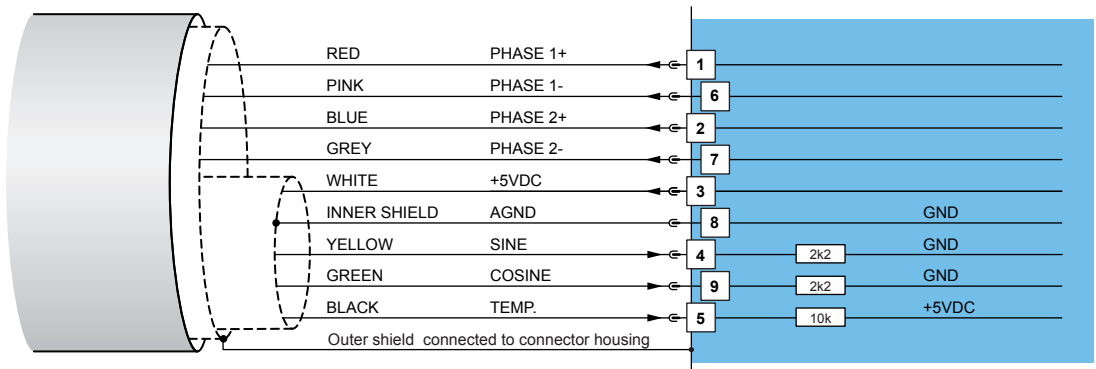 RED PHASE 1+ 1
PINK PHASE 1- 6
BLUE PHASE 2+ 2
GREY PHASE 2- 7
WHITE +5VDC 3
INNER SHIELD AGND 8 GND
YELLOW SINE 4 2k2 GND
GREEN COSINE 9 2k2 GND
BLACK TEMP. 5 10k +5VDC
Outer shield connected to connector housing